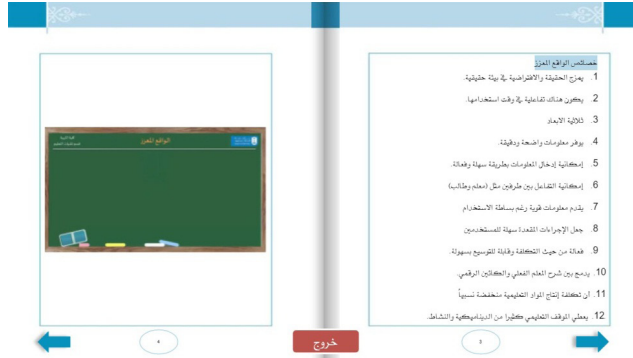 خصائص الواقع المعزز
1. يمزج الحقيقة والافتراضية في بيئة حقيقية.
2. يكون هناك تفاعلية في وقت استخدامها.
3. ثلاثية الابعاد
4. يوفر معلومات واضحة ودقيقة.
5. إمكانية إدخال المعلومات بطريقة سهلة وفعالة.
6. إمكانية التفاعل بين طرفين مثل (معلم وطالب)
7. يقدم معلومات قوية رغم بساطة الاستخدام
8. جعل الإجراءات المعقدة سهلة للمستخدمين
9. فعالة من حيث التكلفة وقابلة للتوسيع بسهولة.
10. يدمج بين شرح المعلم الفعلي والكائن الرقمي.
11. أن تكلفة إنتاج المواد التعليمية منخفضة نسبياً
12. يعطي الموقف التعليمي كثيرا من الديناميكية والنشاط.
الواقع المعزز
خروج